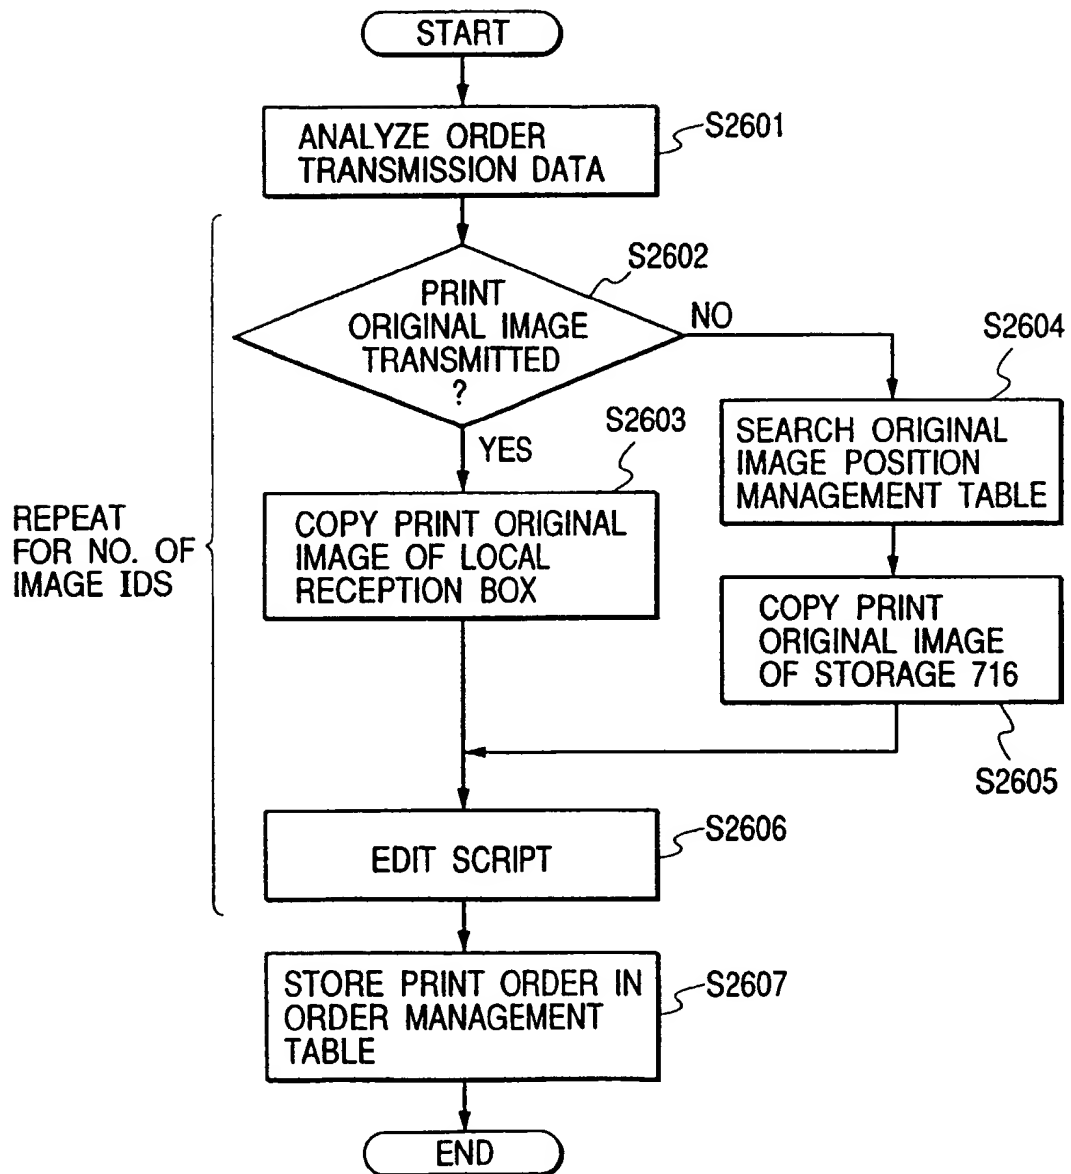 START
ANALYZE ORDER
TRANSMISSION DATA
S2601
PRINT
ORIGINAL IMAGE
TRANSMITTED
?
S2602
NO
YES
S2603
COPY PRINT ORIGINAL
IMAGE OF LOCAL
RECEPTION BOX
S2604
SEARCH ORIGINAL
IMAGE POSITION
MANAGEMENT TABLE
COPY PRINT
ORIGINAL IMAGE
OF STORAGE 716
S2605
REPEAT
FOR NO. OF
IMAGE IDS
EDIT SCRIPT
S2606
STORE PRINT ORDER IN
ORDER MANAGEMENT
TABLE
S2607
END